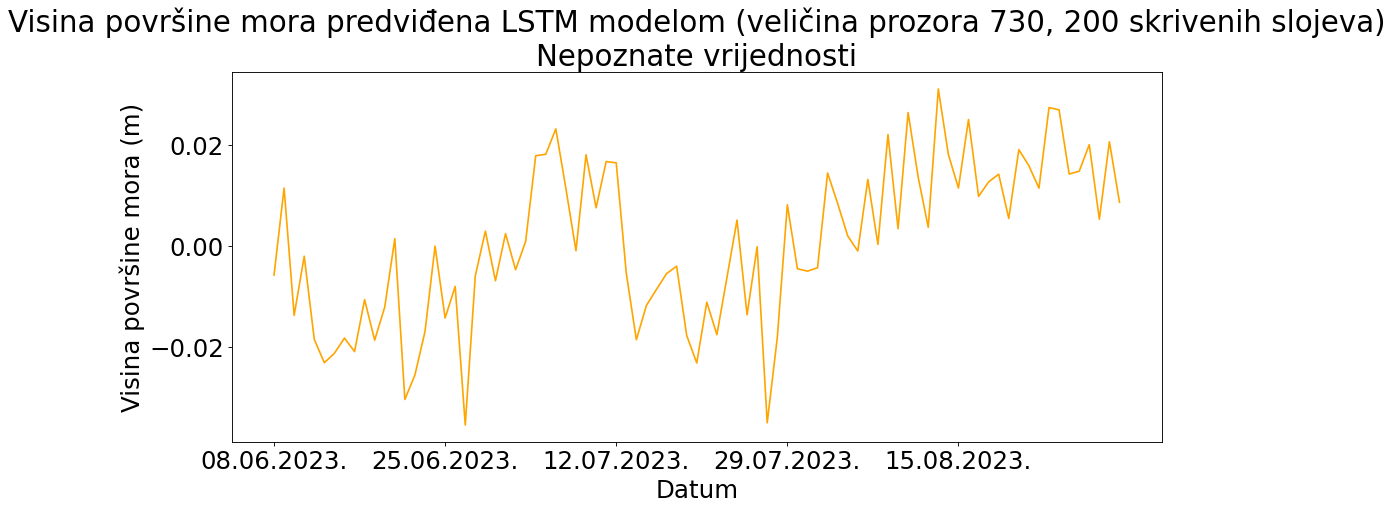 Visina površine mora predviđena LSTM modelom (veličina prozora 730, 200 skrivenih slojeva)
Nepoznate vrijednosti
Visina površine mora (m)
0.02
0.00
−0.02
08.06.2023. 25.06.2023. 12.07.2023. 29.07.2023. 15.08.2023.
Datum